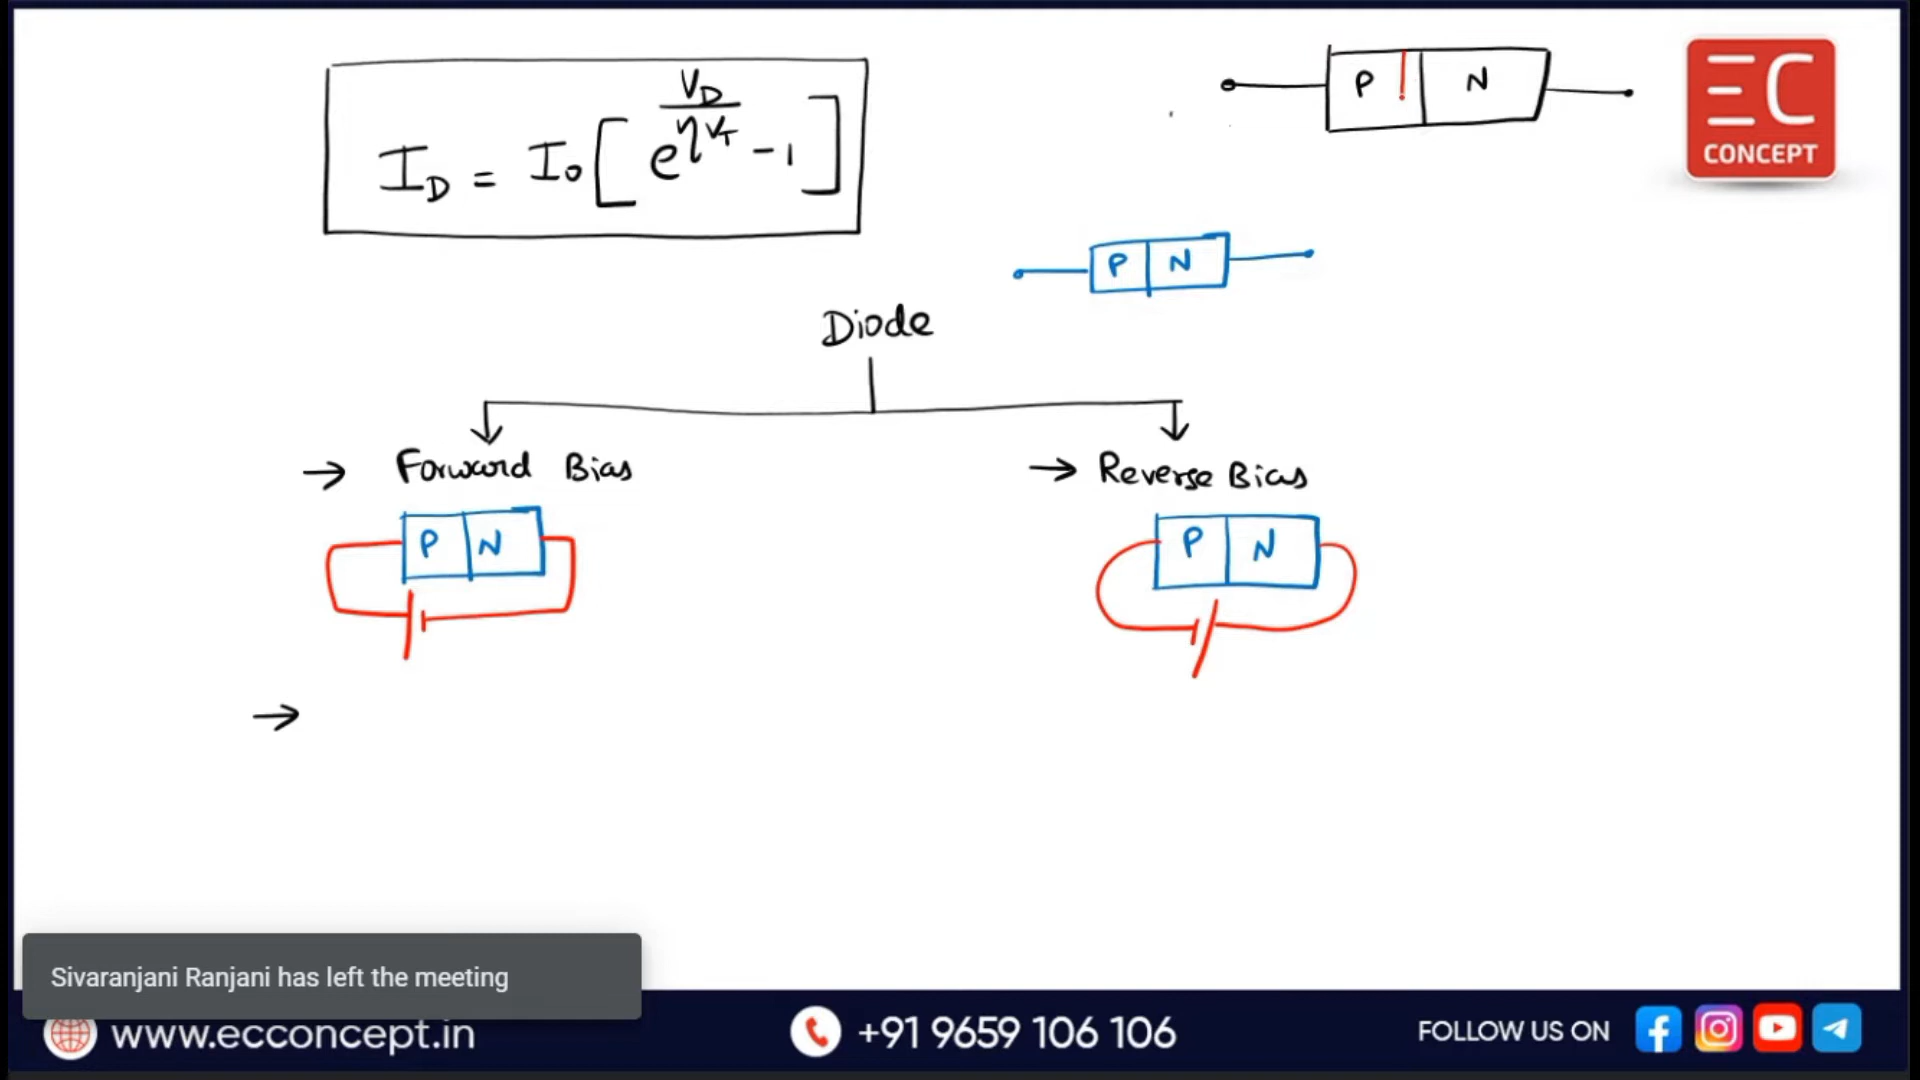 I_D = I_0 [ e^{V_D / ηV_T} - 1 ]
P N
EC
CONCEPT
P N
Diode
→ Forward Bias
→ Reverse Bias
P N
P N
→
Sivaranjani Ranjani has left the meeting
www.ecconcept.in
+91 9659 106 106
FOLLOW US ON